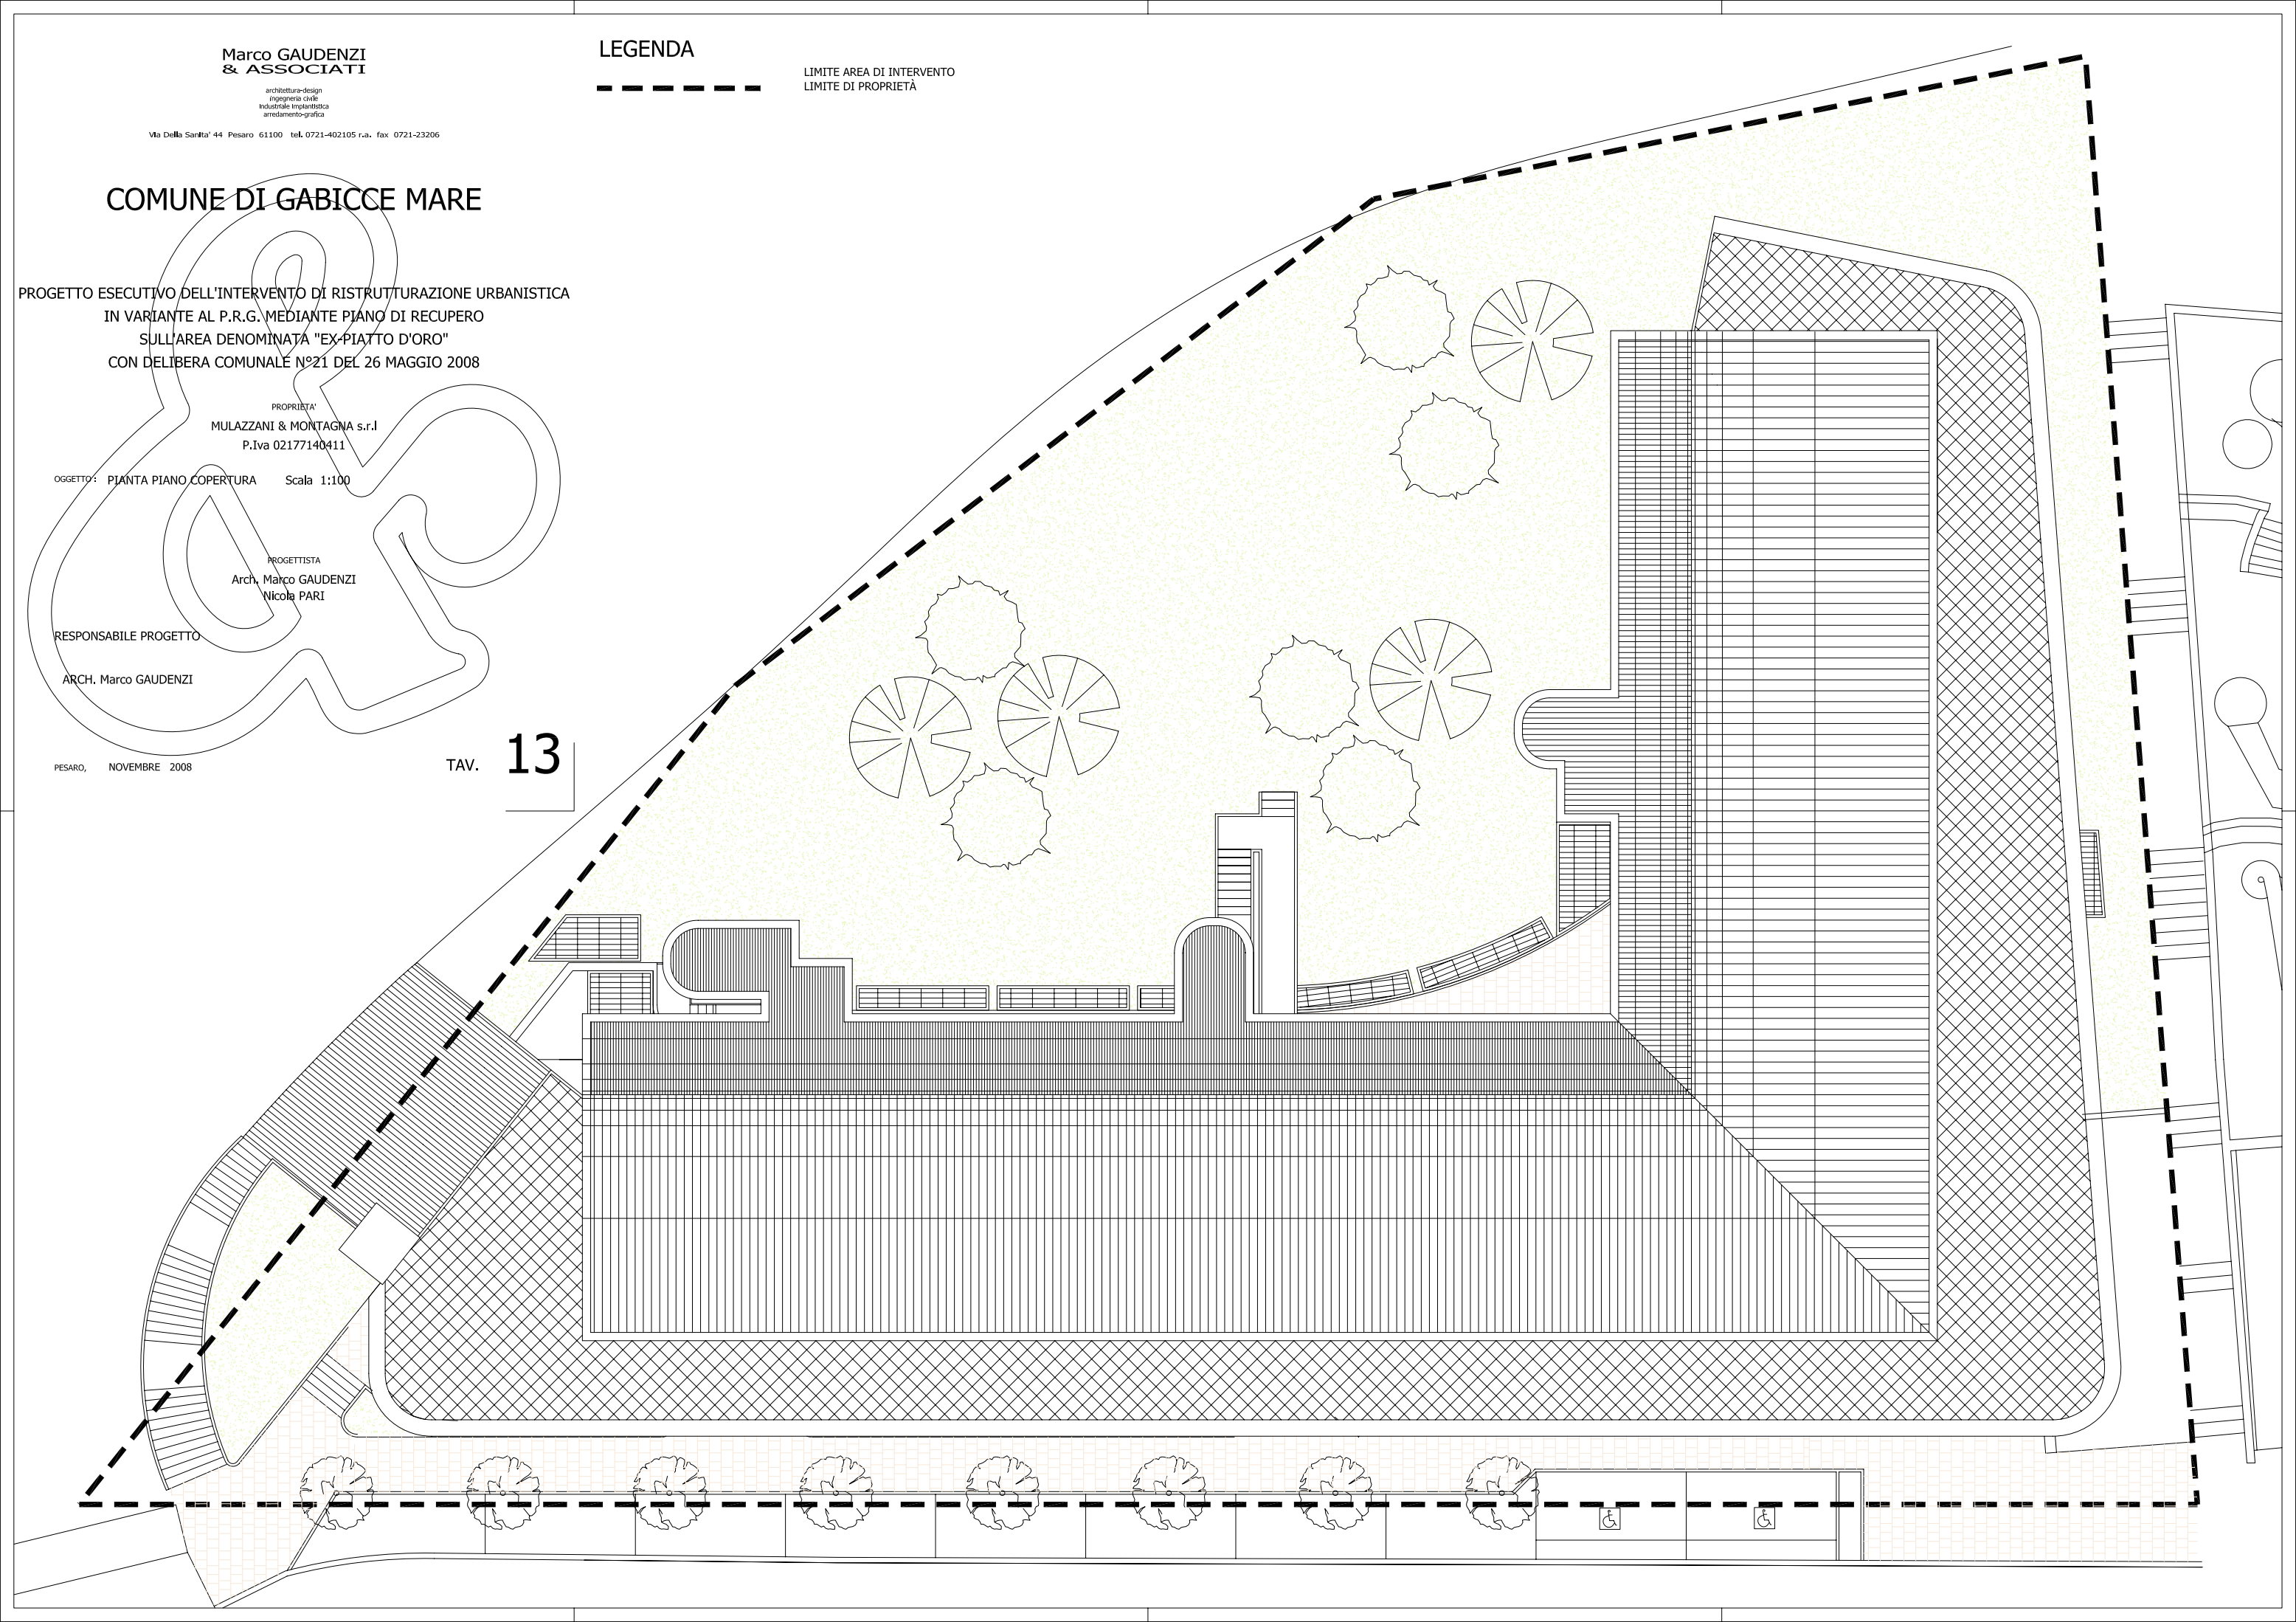 Marco GAUDENZI
& ASSOCIATI
architettura-design
ingegneria civile
industriale impiantistica
arredamento-grafica
Via Della Sanita' 44 Pesaro 61100 tel. 0721-402105 r.a. fax 0721-23206
COMUNE DI GABICCE MARE
PROGETTO ESECUTIVO DELL'INTERVENTO DI RISTRUTTURAZIONE URBANISTICA
IN VARIANTE AL P.R.G. MEDIANTE PIANO DI RECUPERO
SULL'AREA DENOMINATA "EX-PIATTO D'ORO"
CON DELIBERA COMUNALE N°21 DEL 26 MAGGIO 2008
PROPRIETA'
MULAZZANI & MONTAGNA s.r.l
P.Iva 02177140411
OGGETTO : PIANTA PIANO COPERTURA Scala 1:100
PROGETTISTA
Arch. Marco GAUDENZI
Nicola PARI
RESPONSABILE PROGETTO
ARCH. Marco GAUDENZI
PESARO, NOVEMBRE 2008
TAV. 13
LEGENDA
LIMITE AREA DI INTERVENTO
LIMITE DI PROPRIETÀ